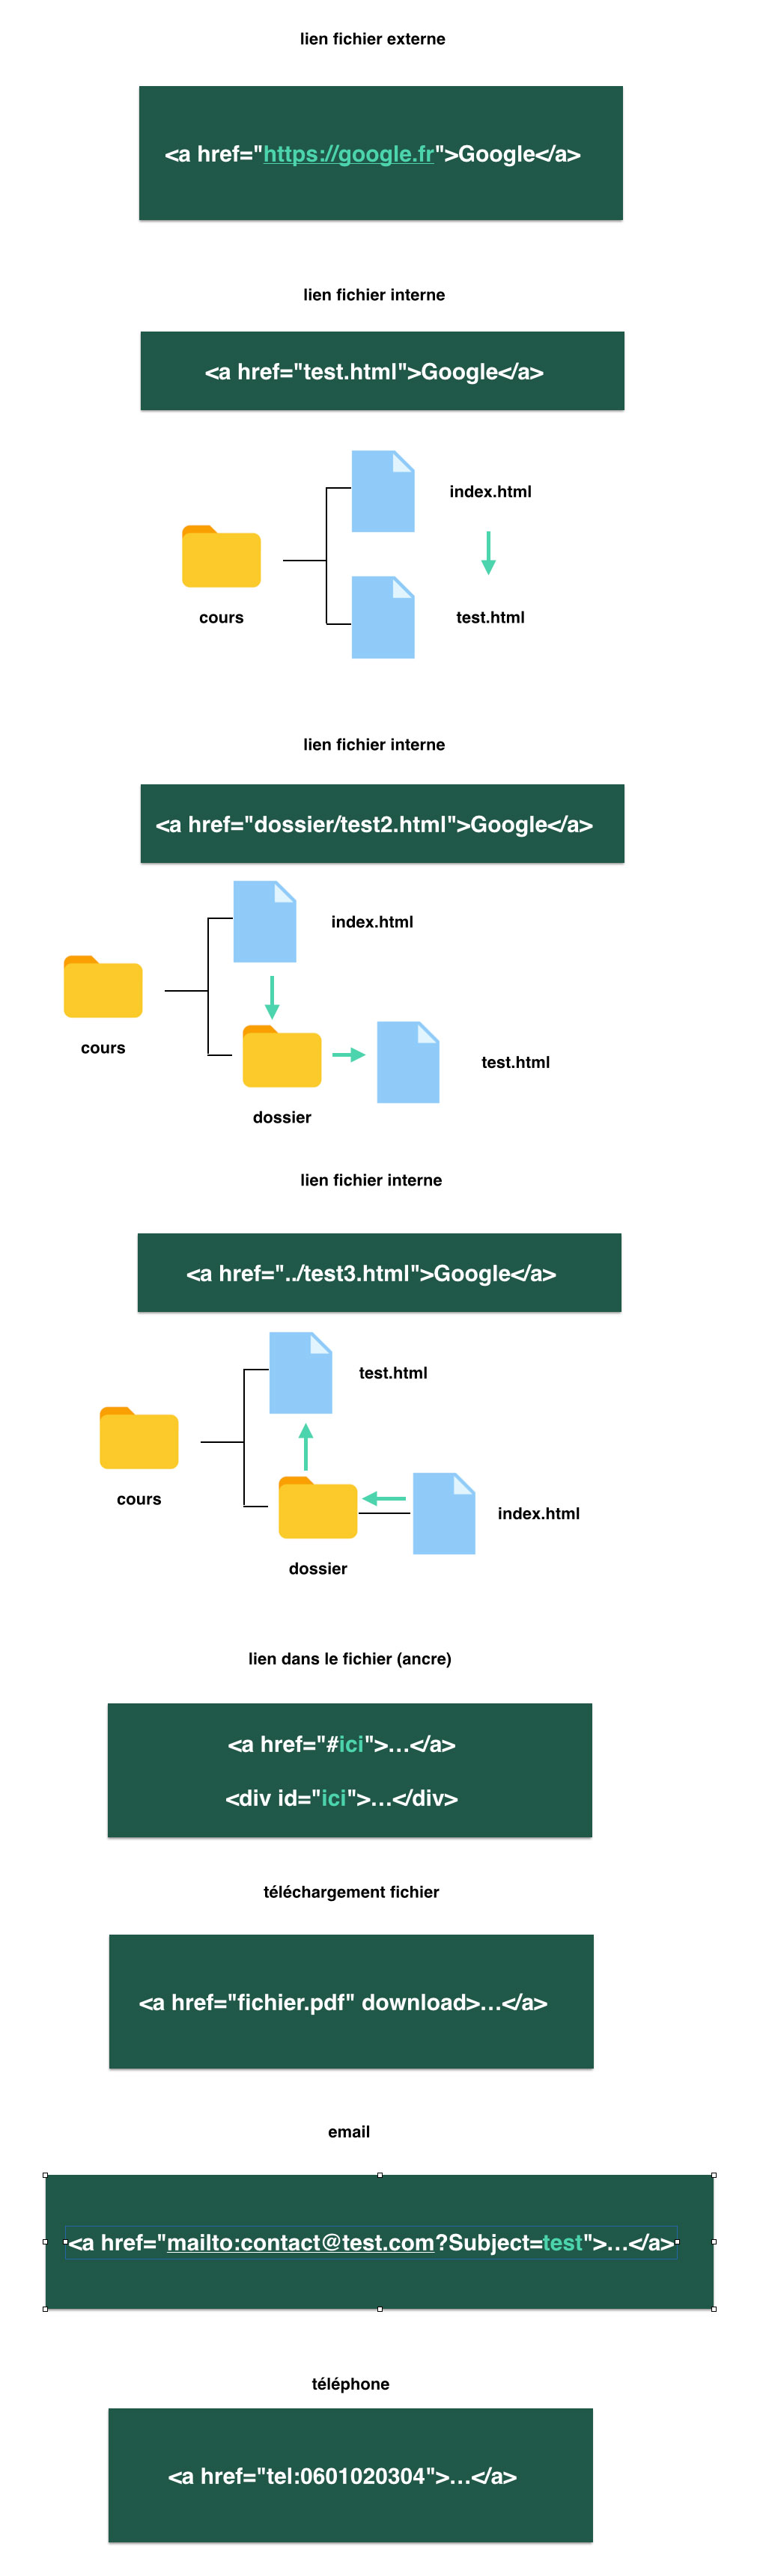 lien fichier externe
<a href="https://google.fr">Google</a>
lien fichier interne
<a href="test.html">Google</a>
index.html
cours
test.html
lien fichier interne
<a href="dossier/test2.html">Google</a>
index.html
cours
test.html
dossier
lien fichier interne
<a href="../test3.html">Google</a>
test.html
cours
index.html
dossier
lien dans le fichier (ancre)
<a href="#ici">…</a>
<div id="ici">…</div>
téléchargement fichier
<a href="fichier.pdf" download>…</a>
email
<a href="mailto:contact@test.com?Subject=test">…</a>
téléphone
<a href="tel:0601020304">…</a>